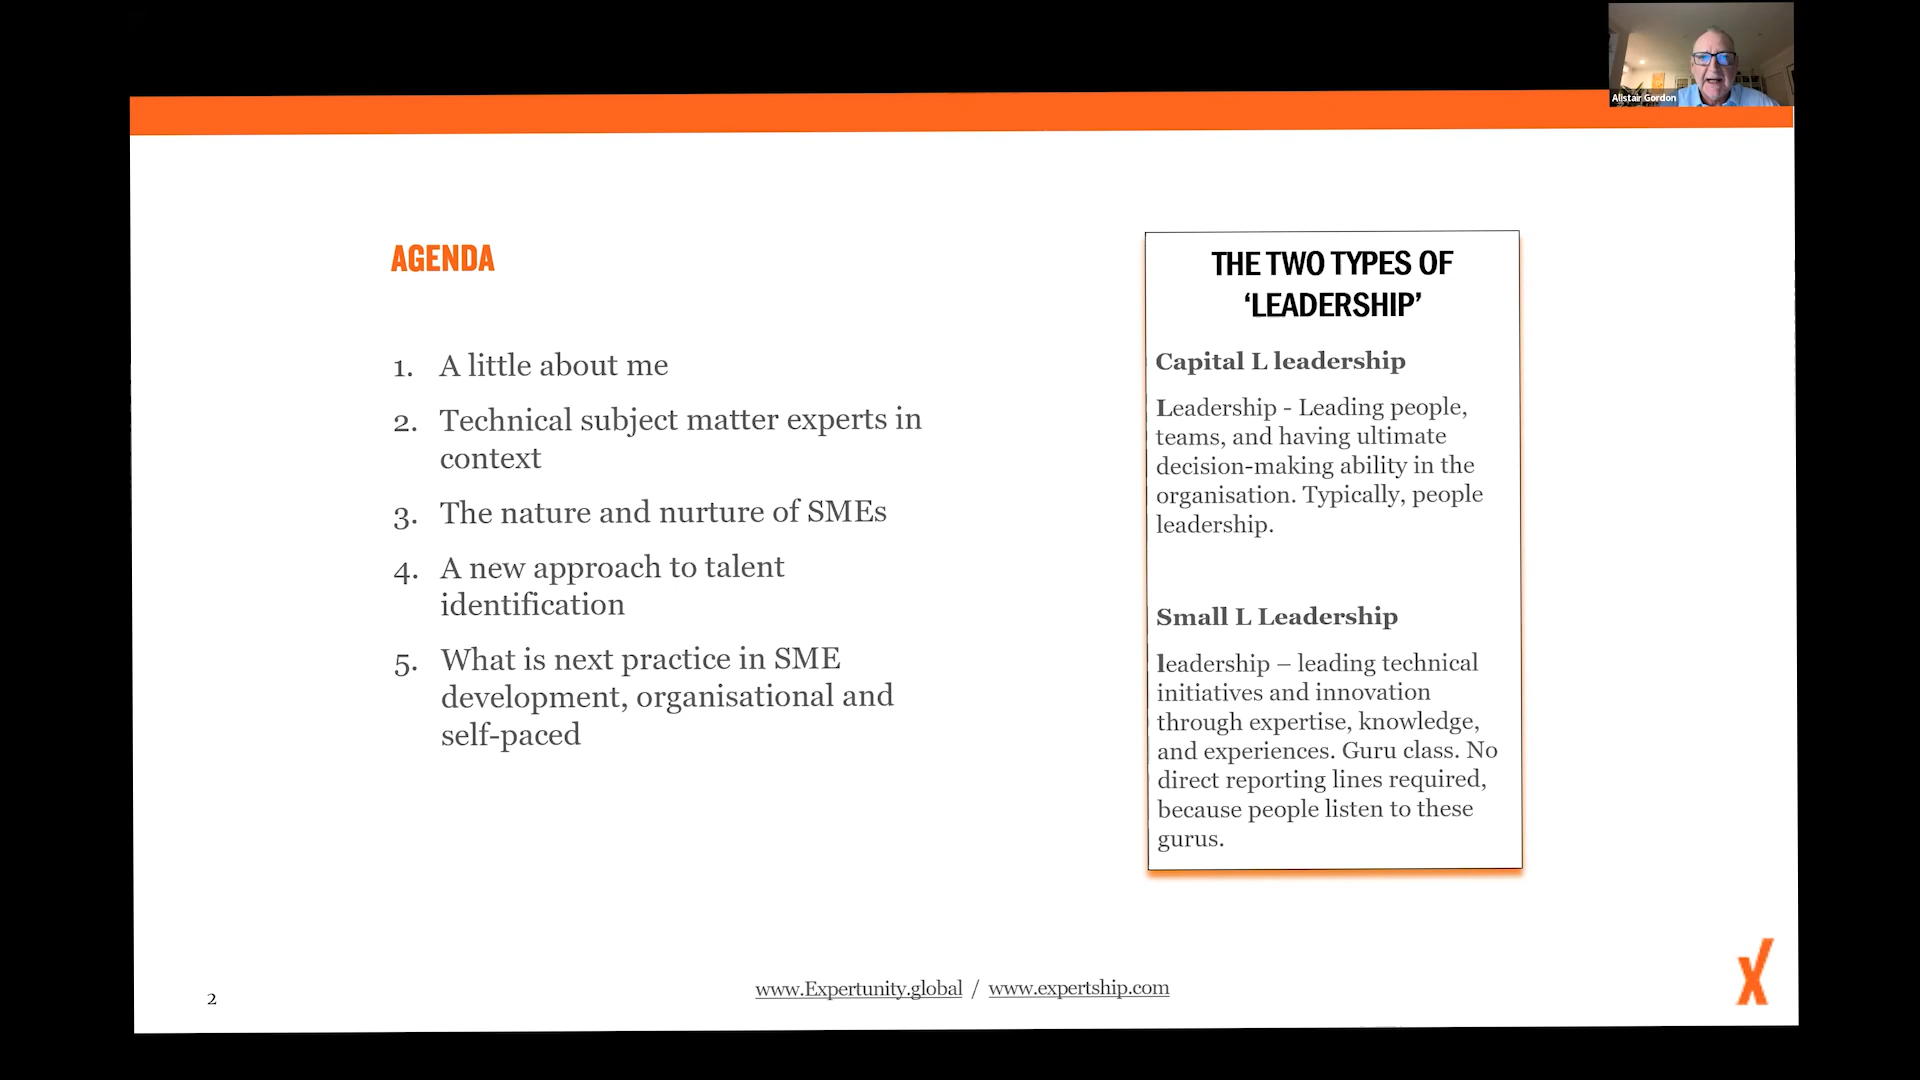 Alistair Gordon
AGENDA
1. A little about me
2. Technical subject matter experts in
context
3. The nature and nurture of SMEs
4. A new approach to talent
identification
5. What is next practice in SME
development, organisational and
self-paced
THE TWO TYPES OF
‘LEADERSHIP’
Capital L leadership
Leadership - Leading people,
teams, and having ultimate
decision-making ability in the
organisation. Typically, people
leadership.
Small L Leadership
leadership – leading technical
initiatives and innovation
through expertise, knowledge,
and experiences. Guru class. No
direct reporting lines required,
because people listen to these
gurus.
2
www.Expertunity.global / www.expertship.com